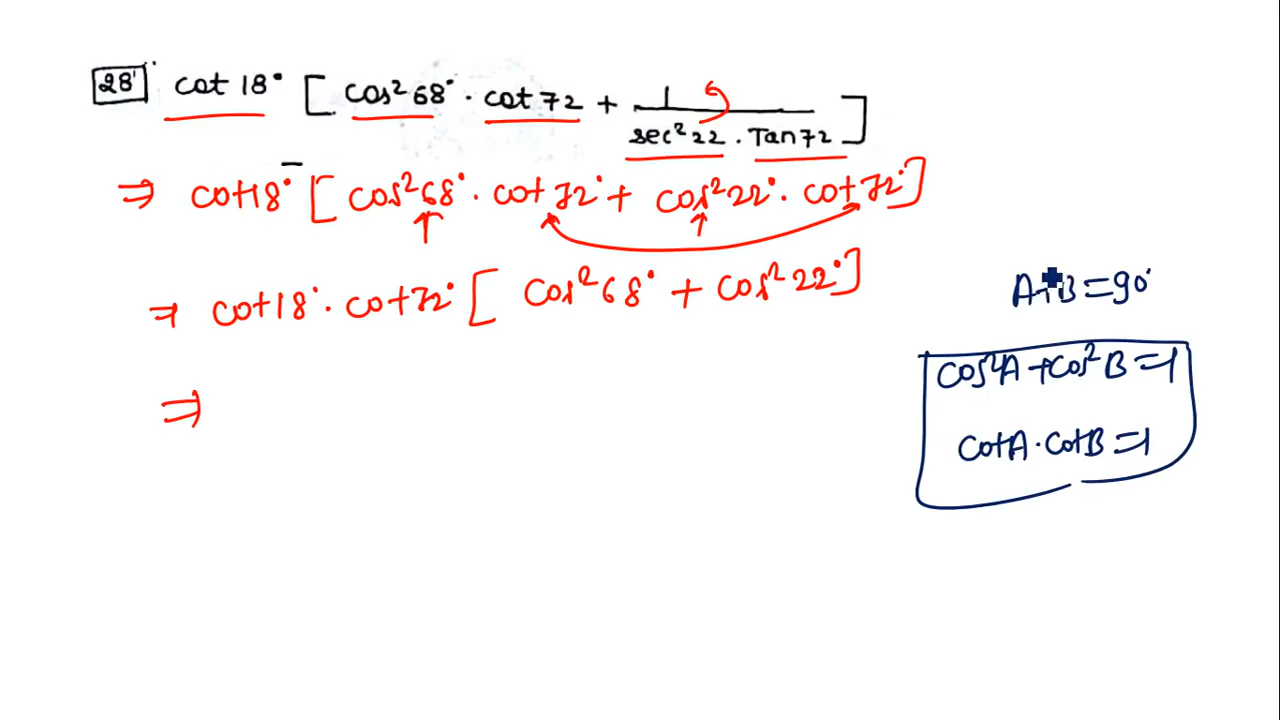 28 cot 18° [ cos² 68° · cot 72 + 1 / sec² 22 · Tan 72 ]
⇒ cot 18° [ cos² 68° · cot 72° + cos² 22° · cot 72° ]
⇒ cot 18° · cot 72° [ cos² 68° + cos² 22° ]
A+B = 90°
cos²A + cos²B = 1
cotA · cotB = 1
⇒